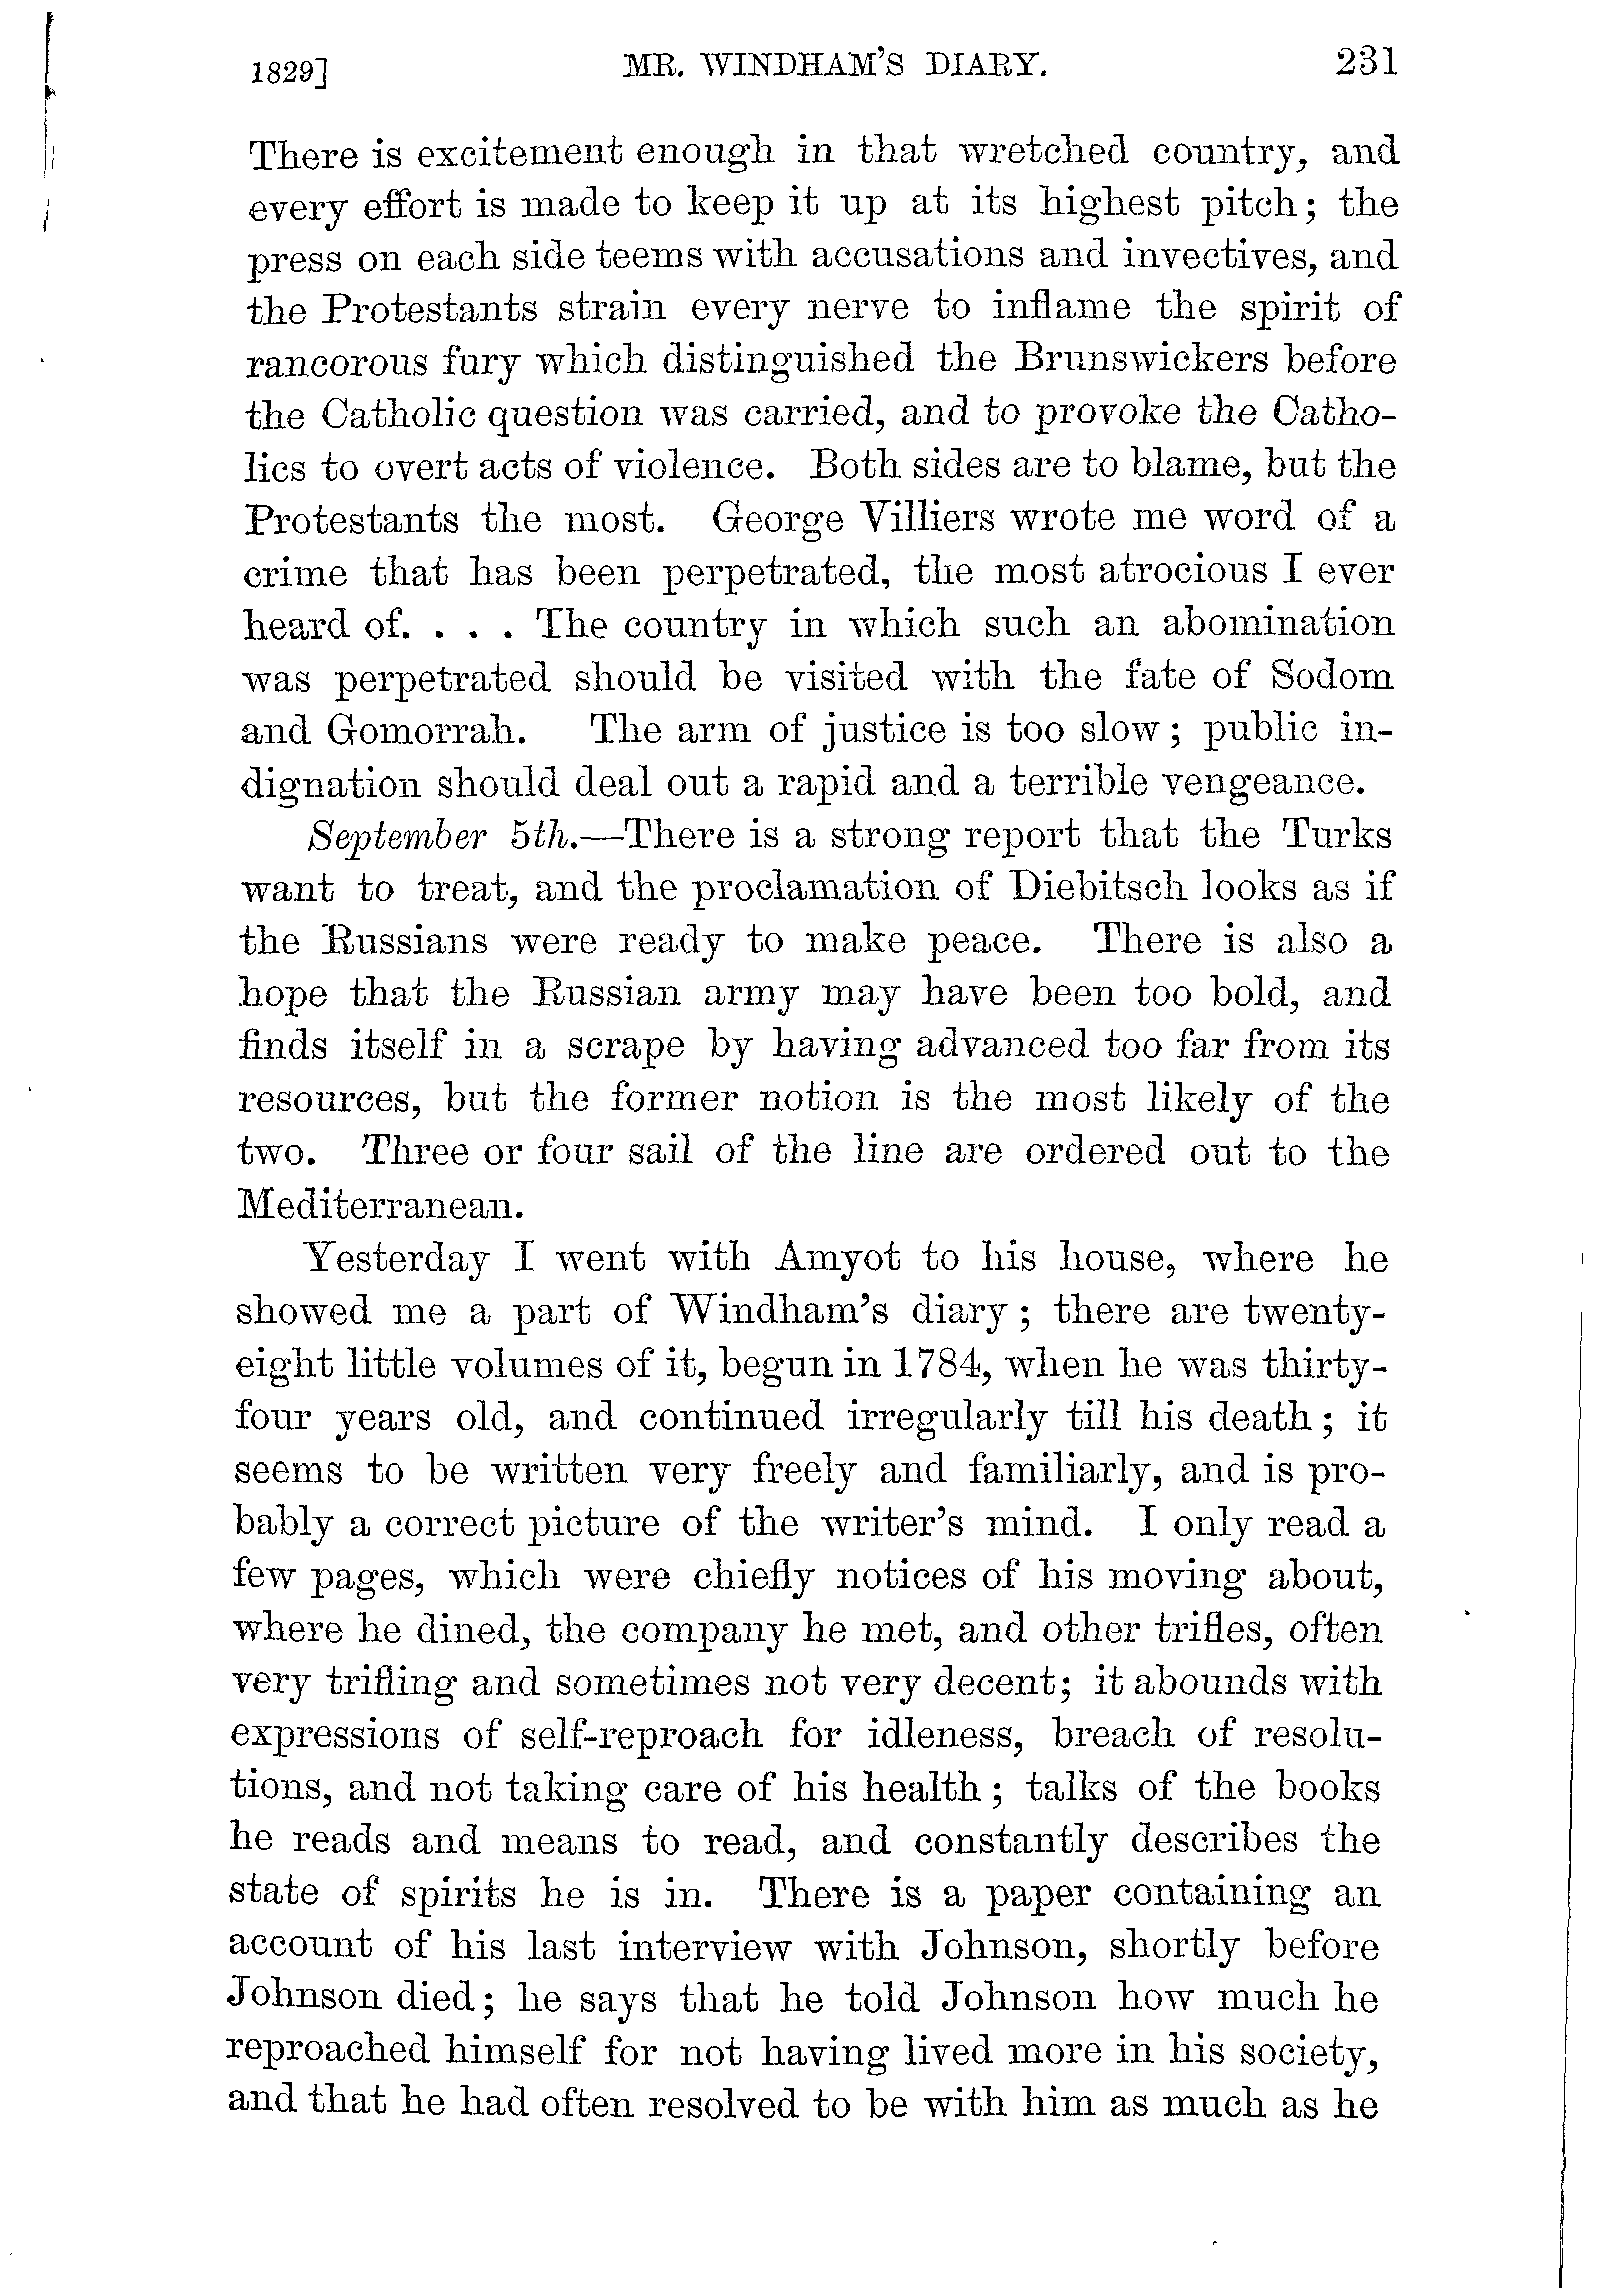 1829] MR. WINDHAM'S DIARY. 231
There is excitement enough in that wretched country, and
every effort is made to keep it up at its highest pitch; the
press on each side teems with accusations and invectives, and
the Protestants strain every nerve to inflame the spirit of
rancorous fury which distinguished the Brunswickers before
the Catholic question was carried, and to provoke the Catho-
lics to overt acts of violence. Both sides are to blame, but the
Protestants the most. George Villiers wrote me word of a
crime that has been perpetrated, the most atrocious I ever
heard of. . . . The country in which such an abomination
was perpetrated should be visited with the fate of Sodom
and Gomorrah. The arm of justice is too slow; public in-
dignation should deal out a rapid and a terrible vengeance.
September 5th.—There is a strong report that the Turks
want to treat, and the proclamation of Diebitsch looks as if
the Russians were ready to make peace. There is also a
hope that the Russian army may have been too bold, and
finds itself in a scrape by having advanced too far from its
resources, but the former notion is the most likely of the
two. Three or four sail of the line are ordered out to the
Mediterranean.
Yesterday I went with Amyot to his house, where he
showed me a part of Windham's diary; there are twenty-
eight little volumes of it, begun in 1784, when he was thirty-
four years old, and continued irregularly till his death; it
seems to be written very freely and familiarly, and is pro-
bably a correct picture of the writer's mind. I only read a
few pages, which were chiefly notices of his moving about,
where he dined, the company he met, and other trifles, often
very trifling and sometimes not very decent; it abounds with
expressions of self-reproach for idleness, breach of resolu-
tions, and not taking care of his health; talks of the books
he reads and means to read, and constantly describes the
state of spirits he is in. There is a paper containing an
account of his last interview with Johnson, shortly before
Johnson died; he says that he told Johnson how much he
reproached himself for not having lived more in his society,
and that he had often resolved to be with him as much as he